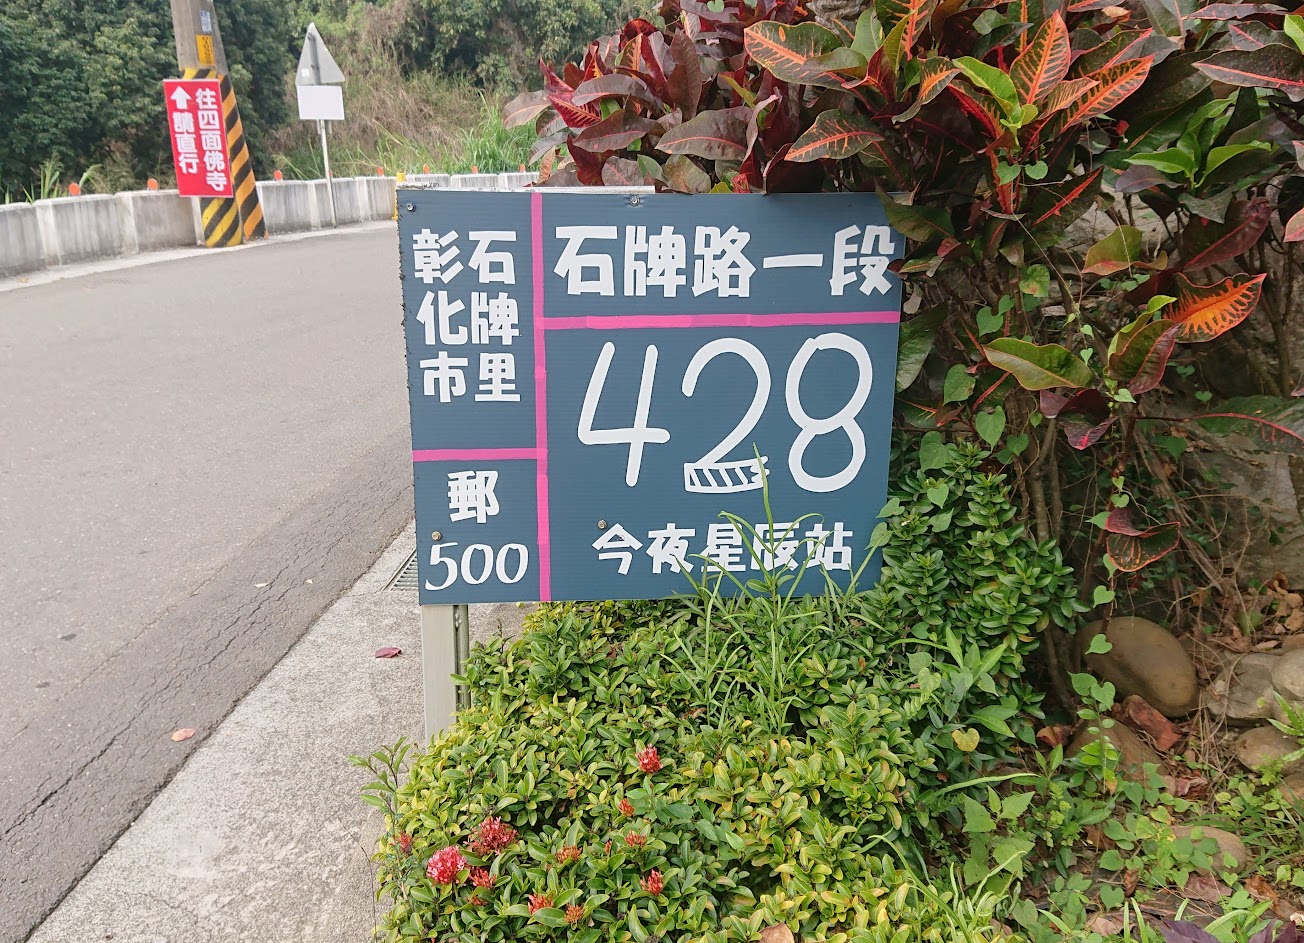 往四面佛寺
↑請直行
石牌里
彰化市
郵
500
石牌路一段
428
今夜星辰站